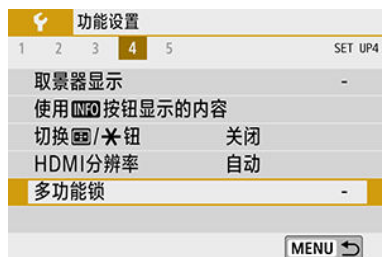 功能设置
1 2 3 4 5 SET UP4
取景器显示 -
使用INFO按钮显示的内容
切换/钮 关闭
HDMI分辨率 自动
多功能锁 -
MENU